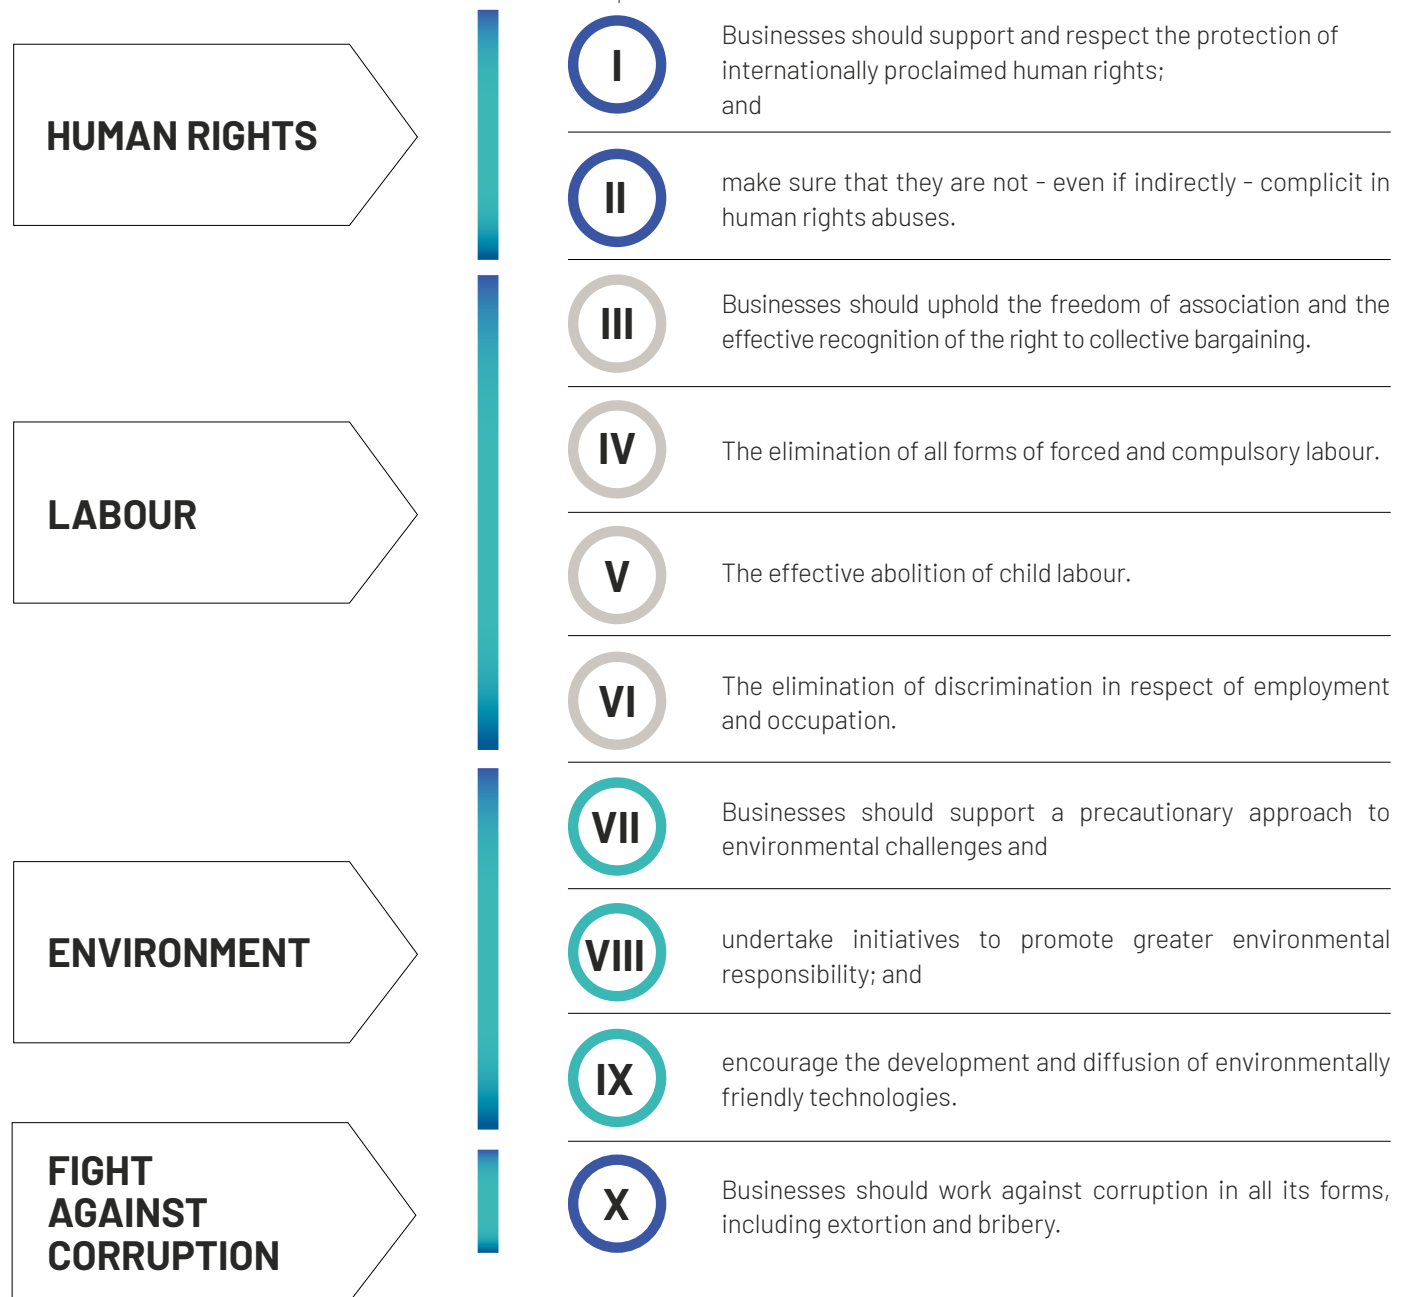 HUMAN RIGHTS
I
Businesses should support and respect the protection of
internationally proclaimed human rights;
and
II
make sure that they are not - even if indirectly - complicit in
human rights abuses.
LABOUR
III
Businesses should uphold the freedom of association and the
effective recognition of the right to collective bargaining.
IV
The elimination of all forms of forced and compulsory labour.
V
The effective abolition of child labour.
VI
The elimination of discrimination in respect of employment
and occupation.
ENVIRONMENT
VII
Businesses should support a precautionary approach to
environmental challenges and
VIII
undertake initiatives to promote greater environmental
responsibility; and
IX
encourage the development and diffusion of environmentally
friendly technologies.
FIGHT
AGAINST
CORRUPTION
X
Businesses should work against corruption in all its forms,
including extortion and bribery.